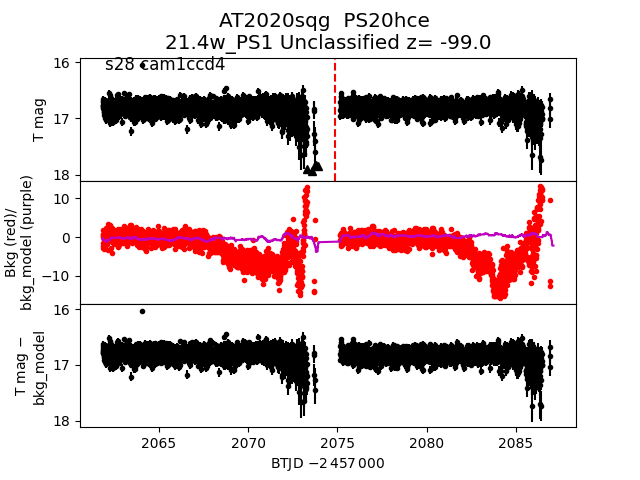 AT2020sqg PS20hce
21.4w_PS1 Unclassified z= -99.0
s28 cam1ccd4
16
17
18
T mag
10
0
−10
Bkg (red)/
bkg_model (purple)
16
17
18
T mag −
bkg_model
2065
2070
2075
2080
2085
BTJD −2 457 000